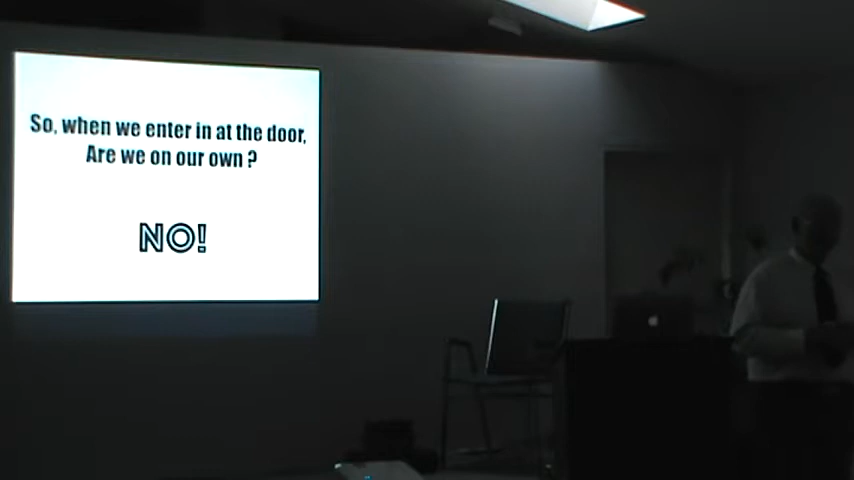 So, when we enter in at the door,
Are we on our own ?
NO!